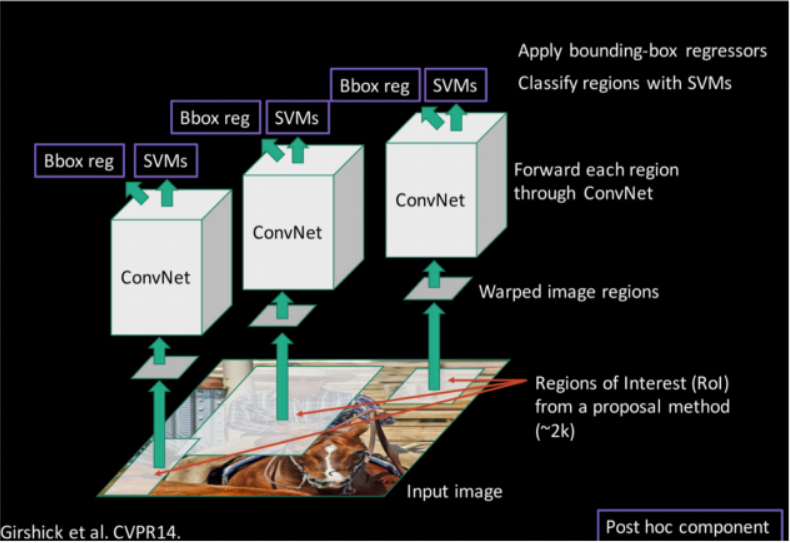 Apply bounding-box regressors
Bbox reg SVMs
Classify regions with SVMs
Bbox reg SVMs
Bbox reg SVMs
Forward each region
through ConvNet
ConvNet
ConvNet
ConvNet
Warped image regions
Regions of Interest (RoI)
from a proposal method
(~2k)
Input image
Girshick et al. CVPR14.
Post hoc component